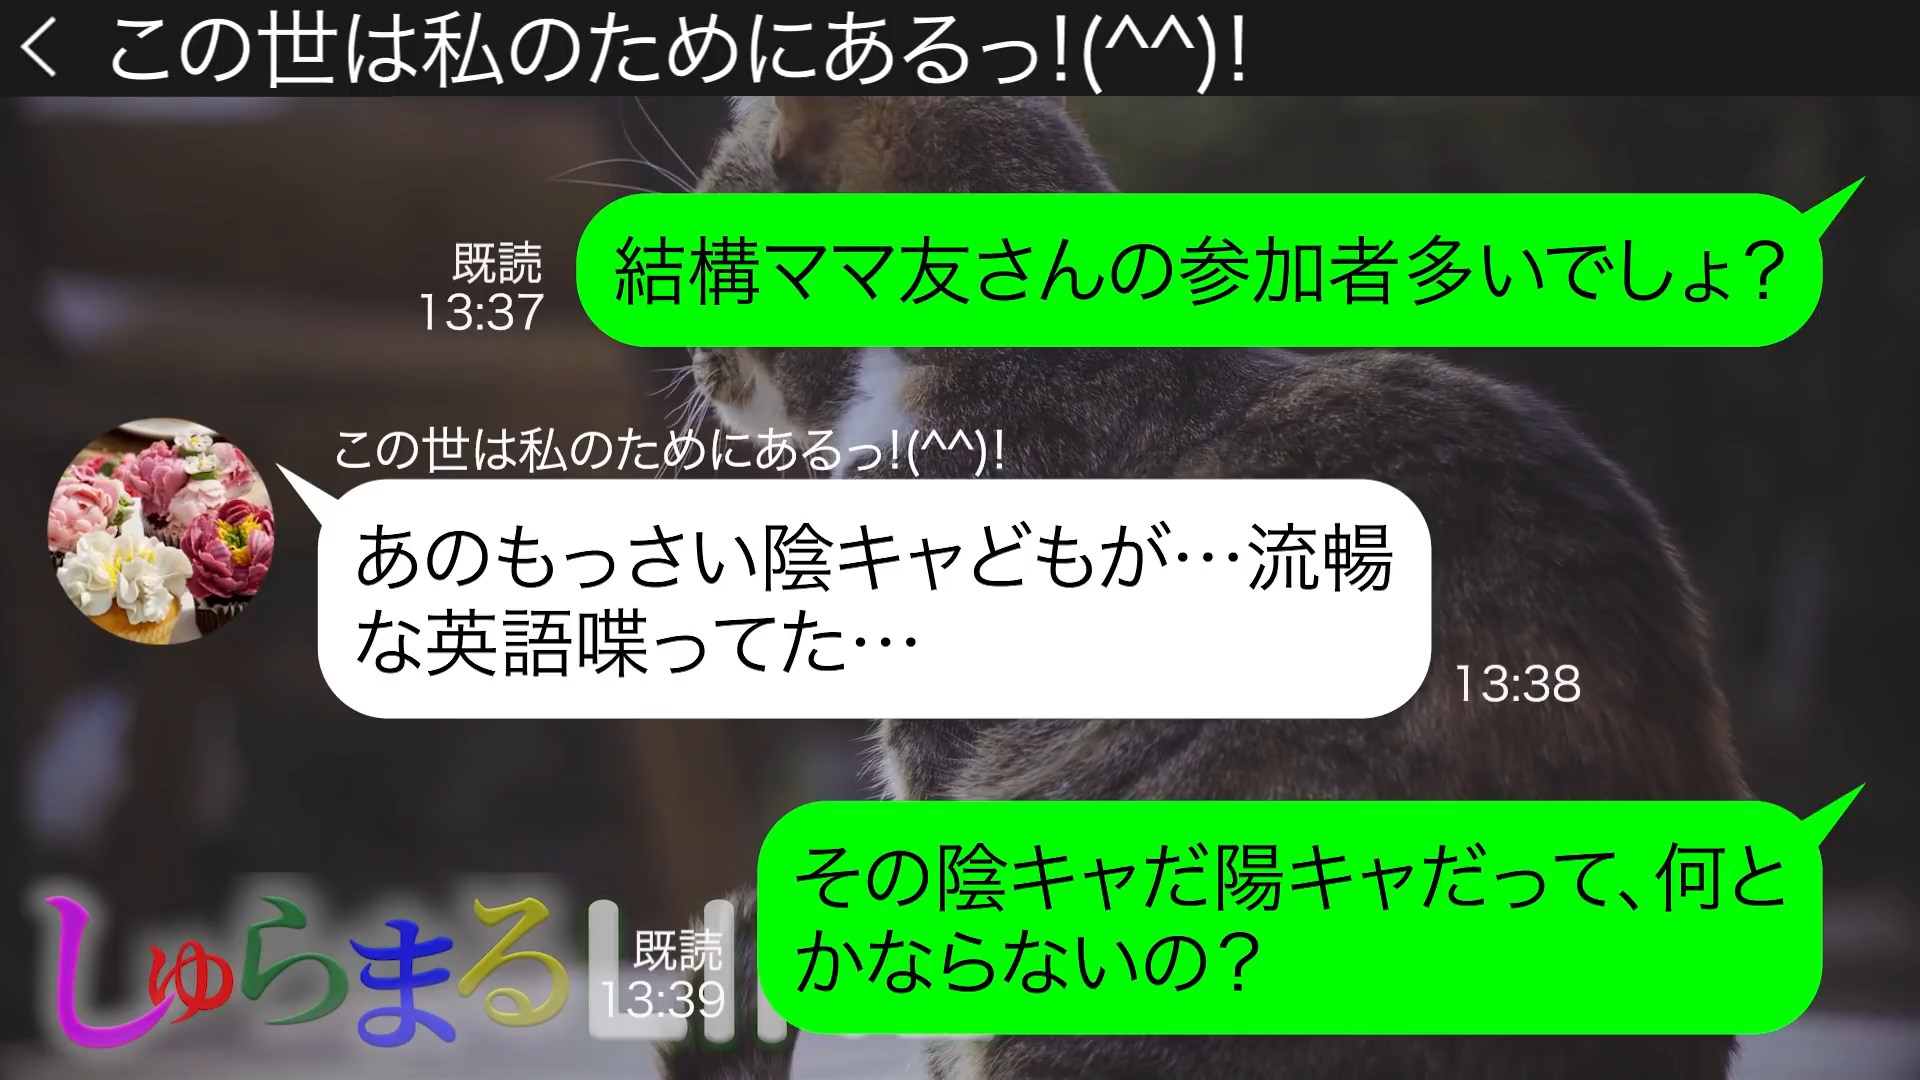 この世は私のためにあるっ!(^^)!
結構ママ友さんの参加者多いでしょ？
既読
13:37
この世は私のためにあるっ!(^^)!
あのもっさい陰キャどもが…流暢
な英語喋ってた…
13:38
その陰キャだ陽キャだって、何と
かならないの？
既読
13:39
しゅらまる